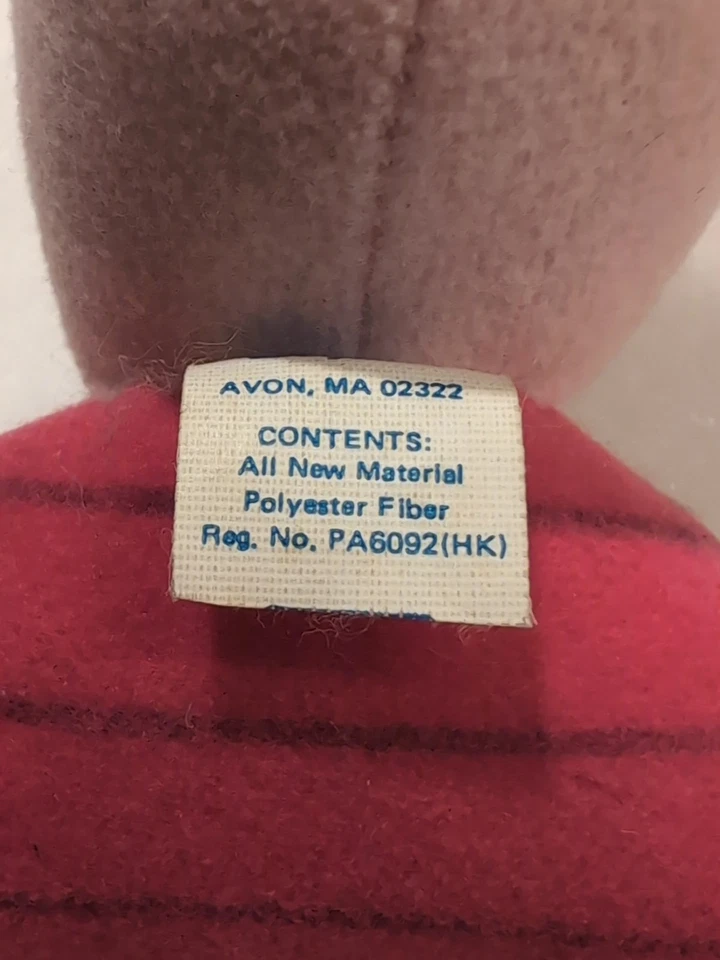 AVON, MA 02322
CONTENTS:
All New Material
Polyester Fiber
Reg. No. PA6092(HK)